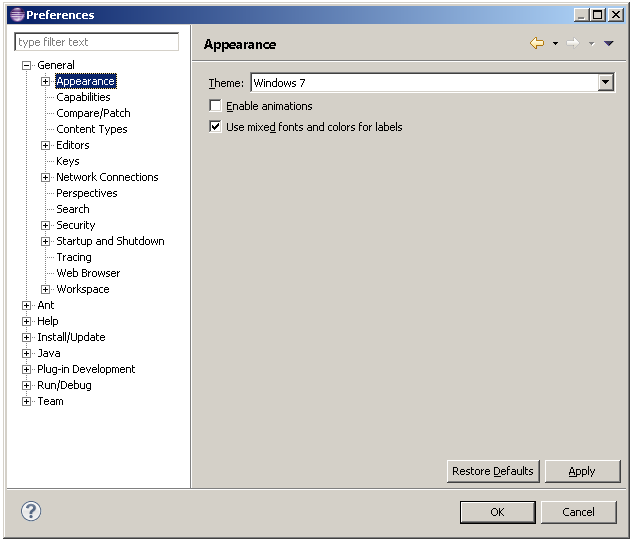 Preferences
type filter text
General
Appearance
Capabilities
Compare/Patch
Content Types
Editors
Keys
Network Connections
Perspectives
Search
Security
Startup and Shutdown
Tracing
Web Browser
Workspace
Ant
Help
Install/Update
Java
Plug-in Development
Run/Debug
Team
Appearance
Theme: Windows 7
Enable animations
Use mixed fonts and colors for labels
Restore Defaults Apply
? OK Cancel